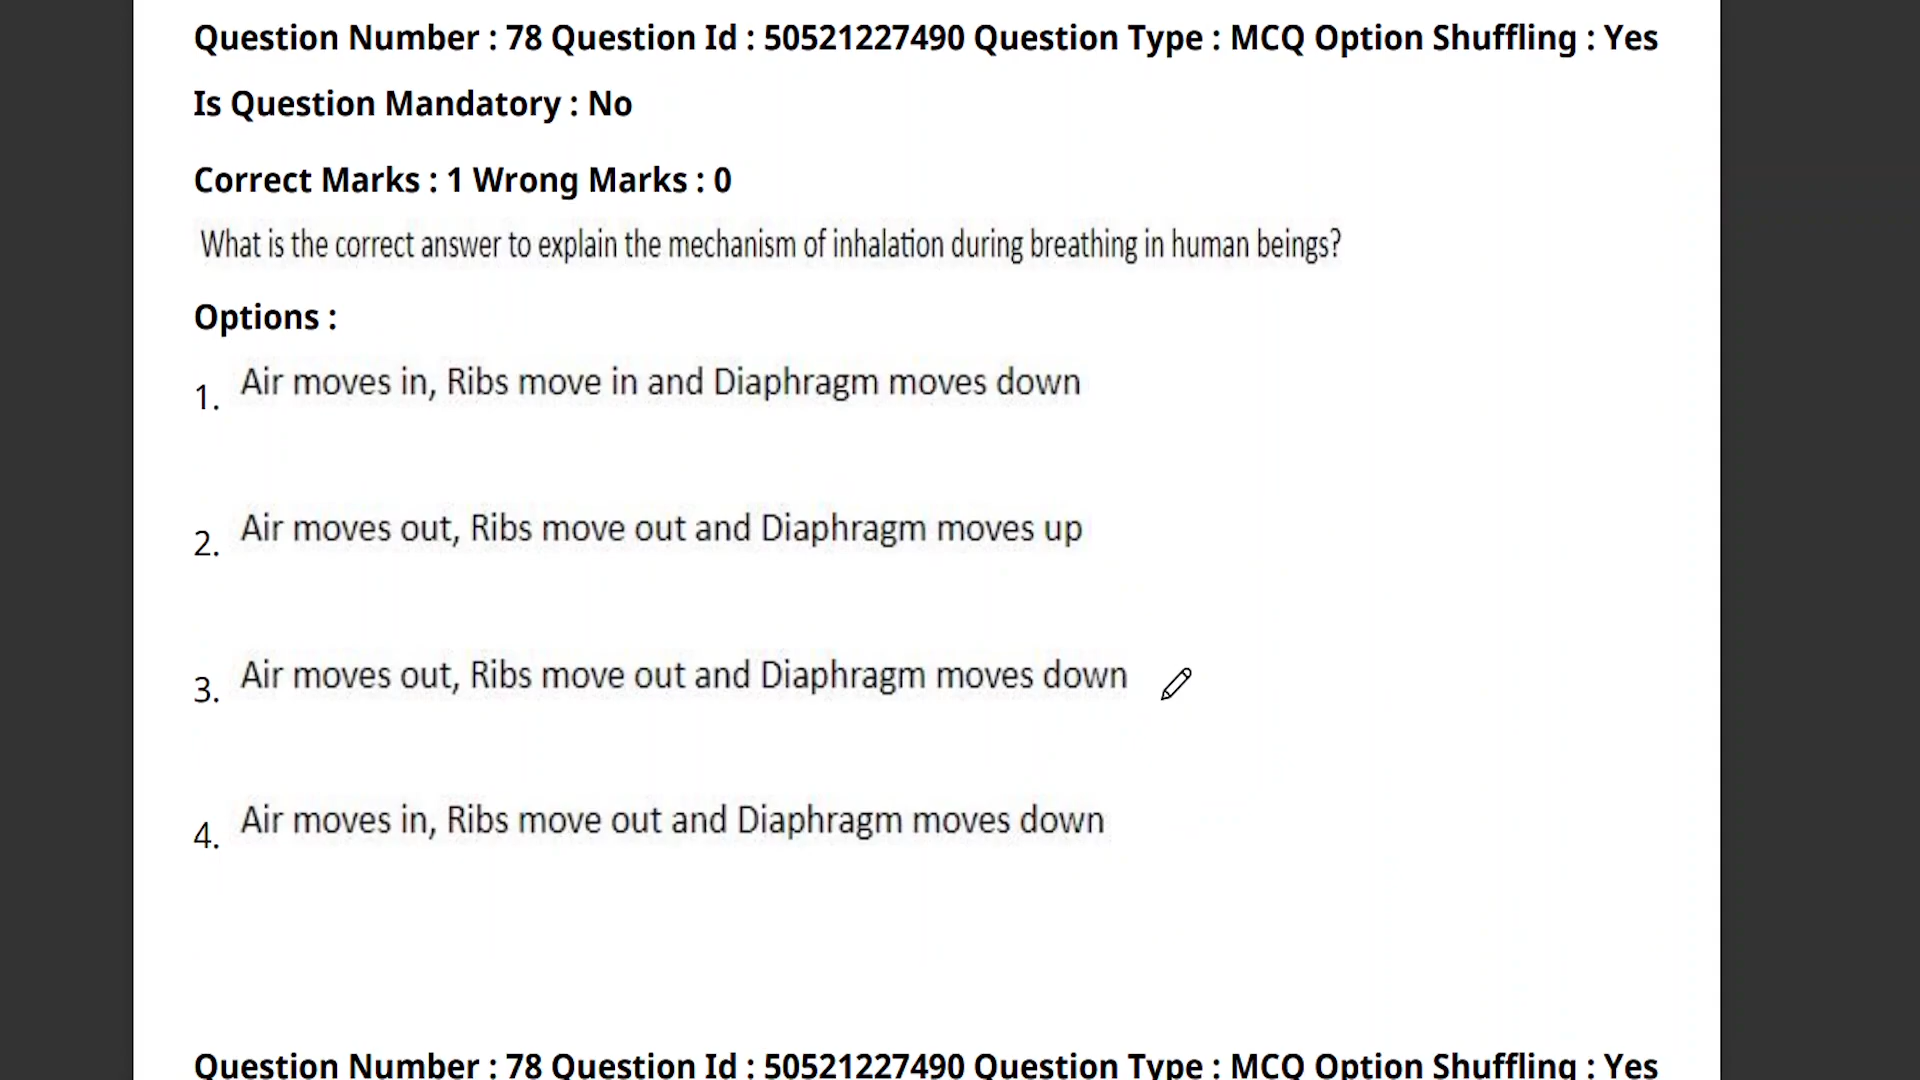 Question Number : 78 Question Id : 50521227490 Question Type : MCQ Option Shuffling : Yes
Is Question Mandatory : No
Correct Marks : 1 Wrong Marks : 0
What is the correct answer to explain the mechanism of inhalation during breathing in human beings?
Options :
1. Air moves in, Ribs move in and Diaphragm moves down
2. Air moves out, Ribs move out and Diaphragm moves up
3. Air moves out, Ribs move out and Diaphragm moves down
4. Air moves in, Ribs move out and Diaphragm moves down
Question Number : 78 Question Id : 50521227490 Question Type : MCQ Option Shuffling : Yes